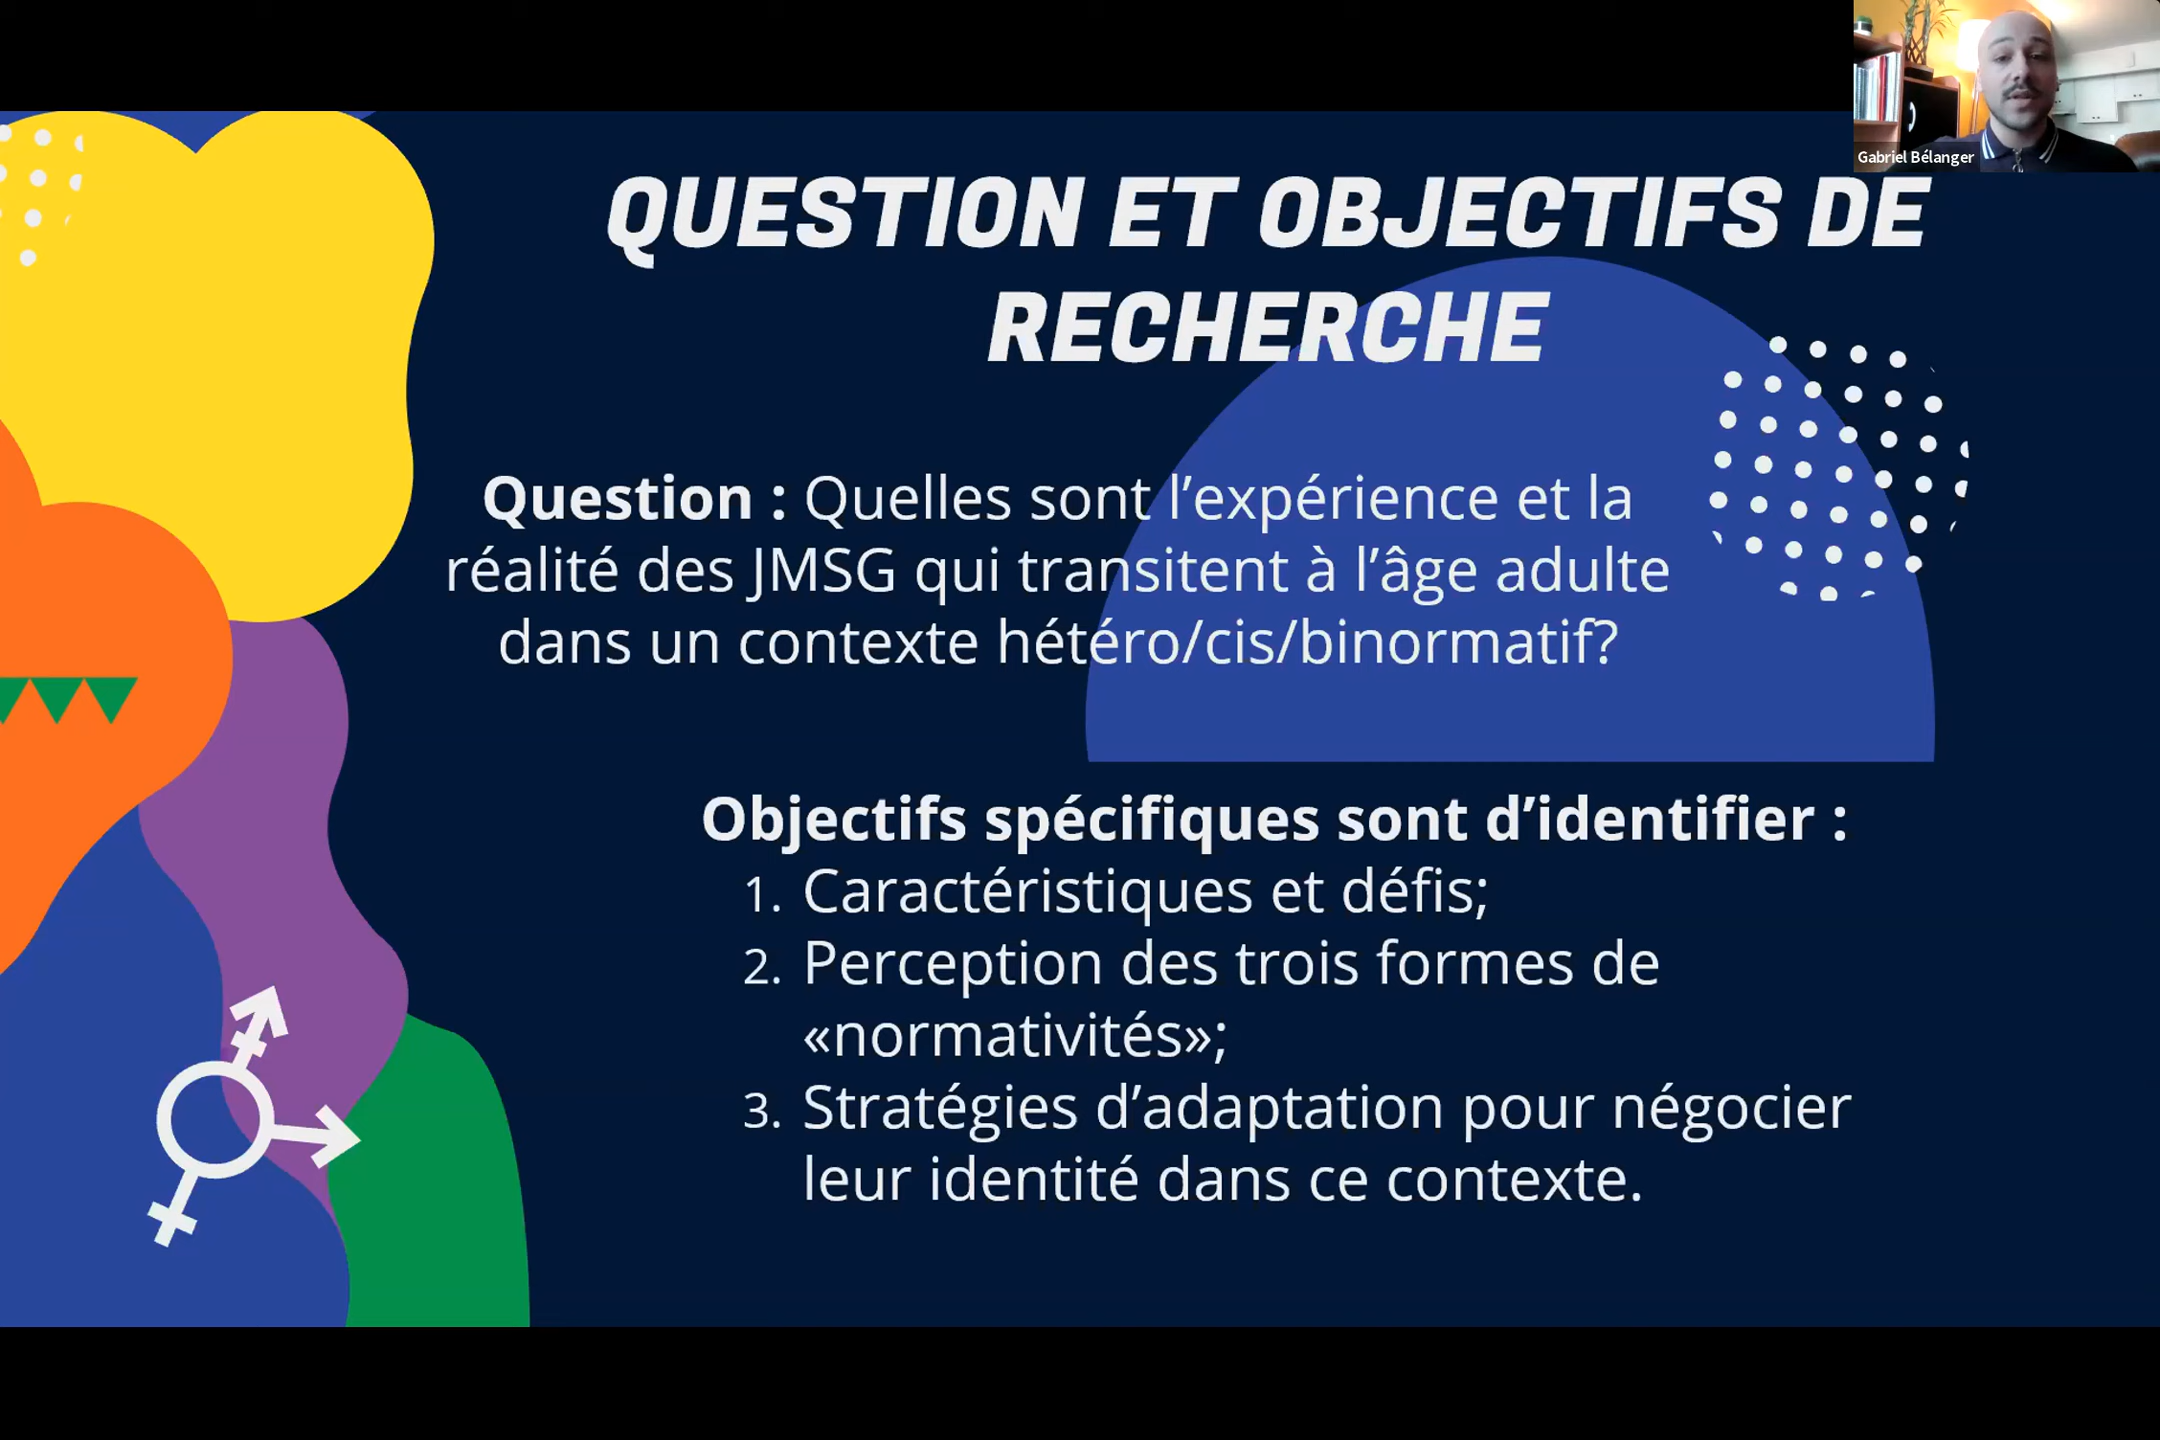 Gabriel Bélanger
QUESTION ET OBJECTIFS DE
RECHERCHE
Question : Quelles sont l’expérience et la
réalité des JMSG qui transitent à l’âge adulte
dans un contexte hétéro/cis/binormatif?
Objectifs spécifiques sont d’identifier :
1. Caractéristiques et défis;
2. Perception des trois formes de
«normativités»;
3. Stratégies d’adaptation pour négocier
leur identité dans ce contexte.